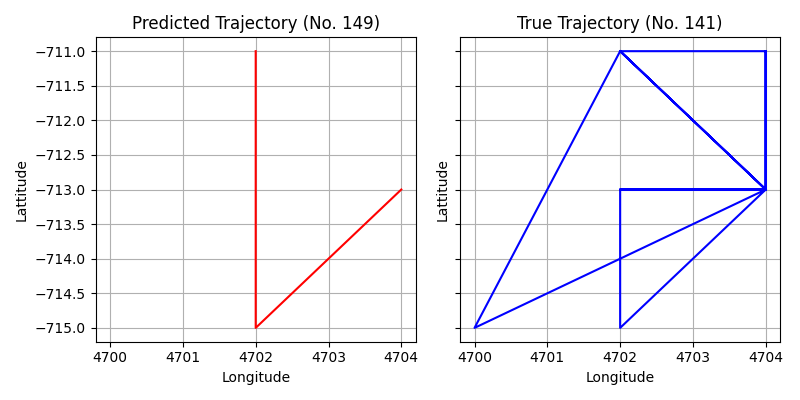 Predicted Trajectory (No. 149)
True Trajectory (No. 141)
Lattitude
−711.0
−711.5
−712.0
−712.5
−713.0
−713.5
−714.0
−714.5
−715.0
Lattitude
4700 4701 4702 4703 4704
4700 4701 4702 4703 4704
Longitude
Longitude